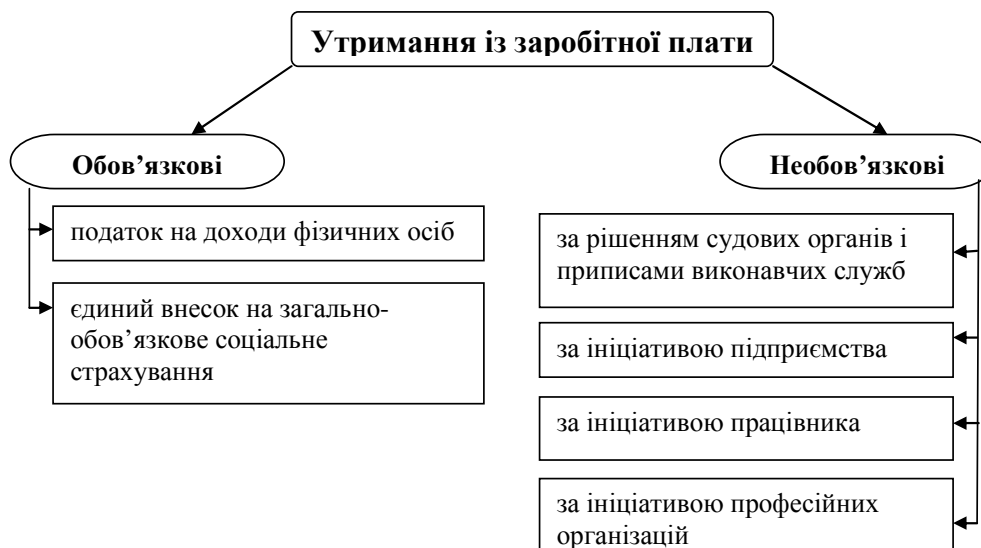 Утримання із заробітної плати
Обов’язкові
Необов’язкові
податок на доходи фізичних осіб
єдиний внесок на загально-
обов’язкове соціальне
страхування
за рішенням судових органів і
приписами виконавчих служб
за ініціативою підприємства
за ініціативою працівника
за ініціативою професійних
організацій